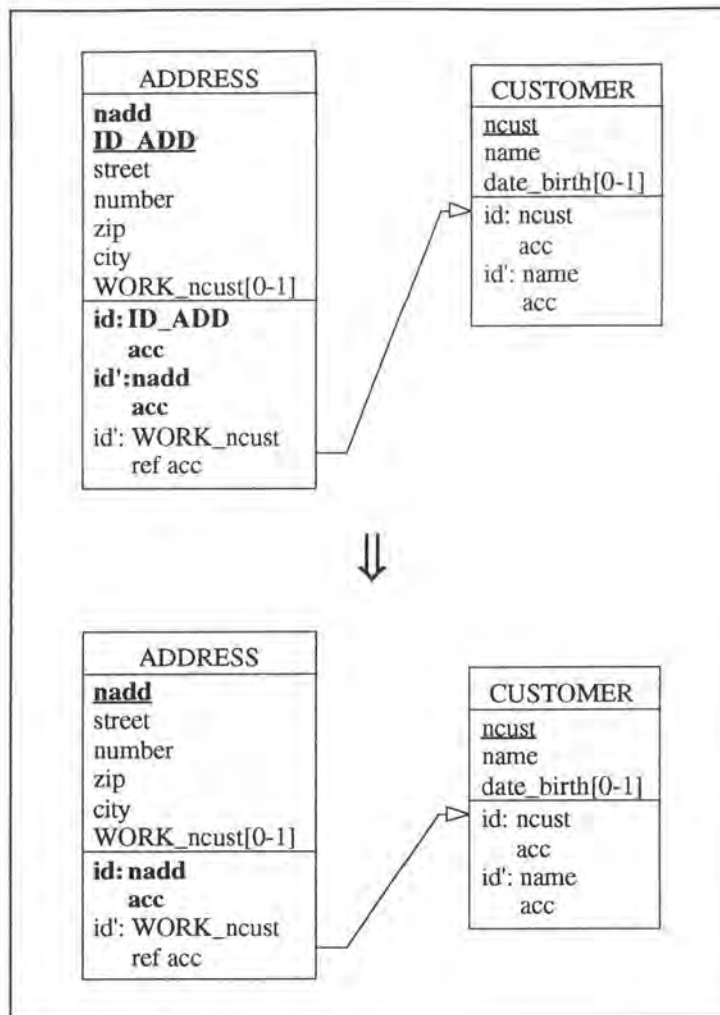 ADDRESS
nadd
ID_ADD
street
number
zip
city
WORK_ncust[0-1]
id: ID_ADD
acc
id':nadd
acc
id': WORK_ncust
ref acc
CUSTOMER
ncust
name
date_birth[0-1]
id: ncust
acc
id': name
acc
⇓
ADDRESS
nadd
street
number
zip
city
WORK_ncust[0-1]
id: nadd
acc
id': WORK_ncust
ref acc
CUSTOMER
ncust
name
date_birth[0-1]
id: ncust
acc
id': name
acc